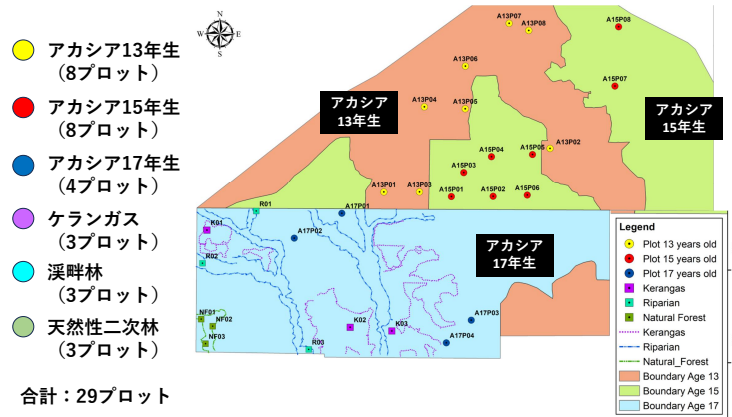 アカシア13年生
（8プロット）
アカシア15年生
（8プロット）
アカシア17年生
（4プロット）
ケランガス
（3プロット）
渓畔林
（3プロット）
天然性二次林
（3プロット）
合計：29プロット
N
W
E
S
A13P07
A13P08
A15P08
A13P06
A15P07
アカシア
13年生
A13P04
A13P05
アカシア
15年生
A13P02
A15P04
A15P05
A15P03
A13P01
A13P03
A15P01
A15P02
A15P06
R01
A17P01
K01
A17P02
アカシア
17年生
R02
NF01
NF02
NF03
K02
K03
A17P03
A17P04
R03
Legend
Plot 13 years old
Plot 15 years old
Plot 17 years old
Kerangas
Riparian
Natural Forest
Kerangas
Riparian
Natural_Forest
Boundary Age 13
Boundary Age 15
Boundary Age 17